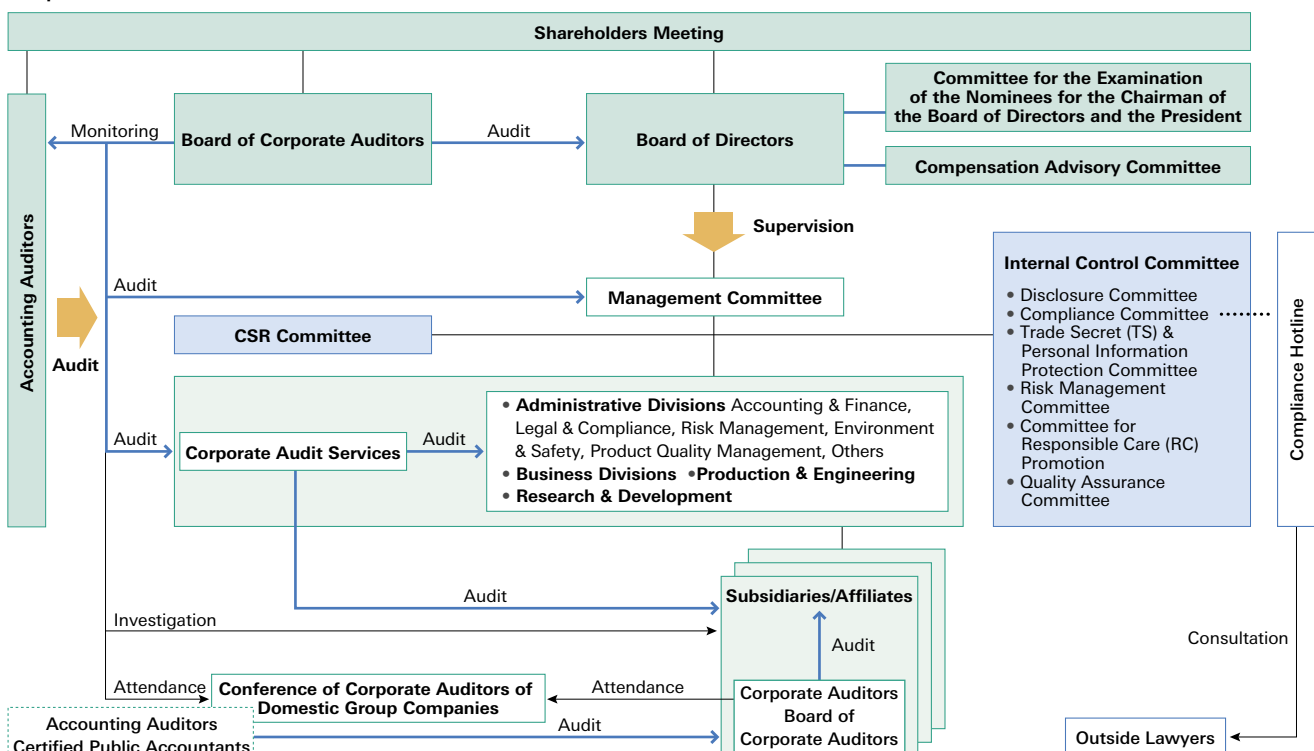 Shareholders Meeting
Committee for the Examination
of the Nominees for the Chairman of
the Board of Directors and the President
Monitoring
Board of Corporate Auditors
Audit
Board of Directors
Compensation Advisory Committee
Accounting Auditors
Supervision
Audit
Management Committee
CSR Committee
Audit
Internal Control Committee
• Disclosure Committee
• Compliance Committee
• Trade Secret (TS) &
Personal Information
Protection Committee
• Risk Management
Committee
• Committee for
Responsible Care (RC)
Promotion
• Quality Assurance
Committee
Compliance Hotline
Audit
Corporate Audit Services
Audit
• Administrative Divisions Accounting & Finance,
Legal & Compliance, Risk Management, Environment
& Safety, Product Quality Management, Others
• Business Divisions •Production & Engineering
• Research & Development
Audit
Subsidiaries/Affiliates
Investigation
Audit
Consultation
Attendance
Conference of Corporate Auditors of
Domestic Group Companies
Attendance
Corporate Auditors
Board of
Corporate Auditors
Accounting Auditors
Certified Public Accountants
Audit
Outside Lawyers